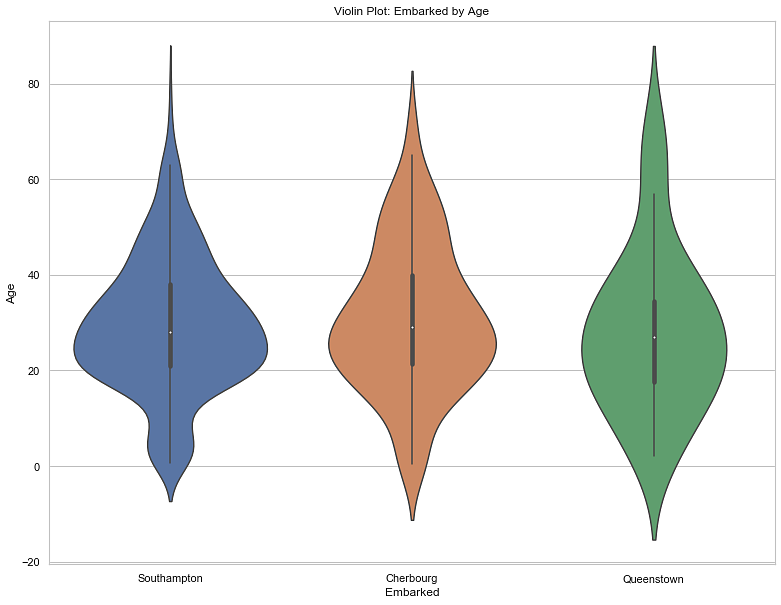 Violin Plot: Embarked by Age
Age
80
60
40
20
0
−20
Southampton
Cherbourg
Queenstown
Embarked